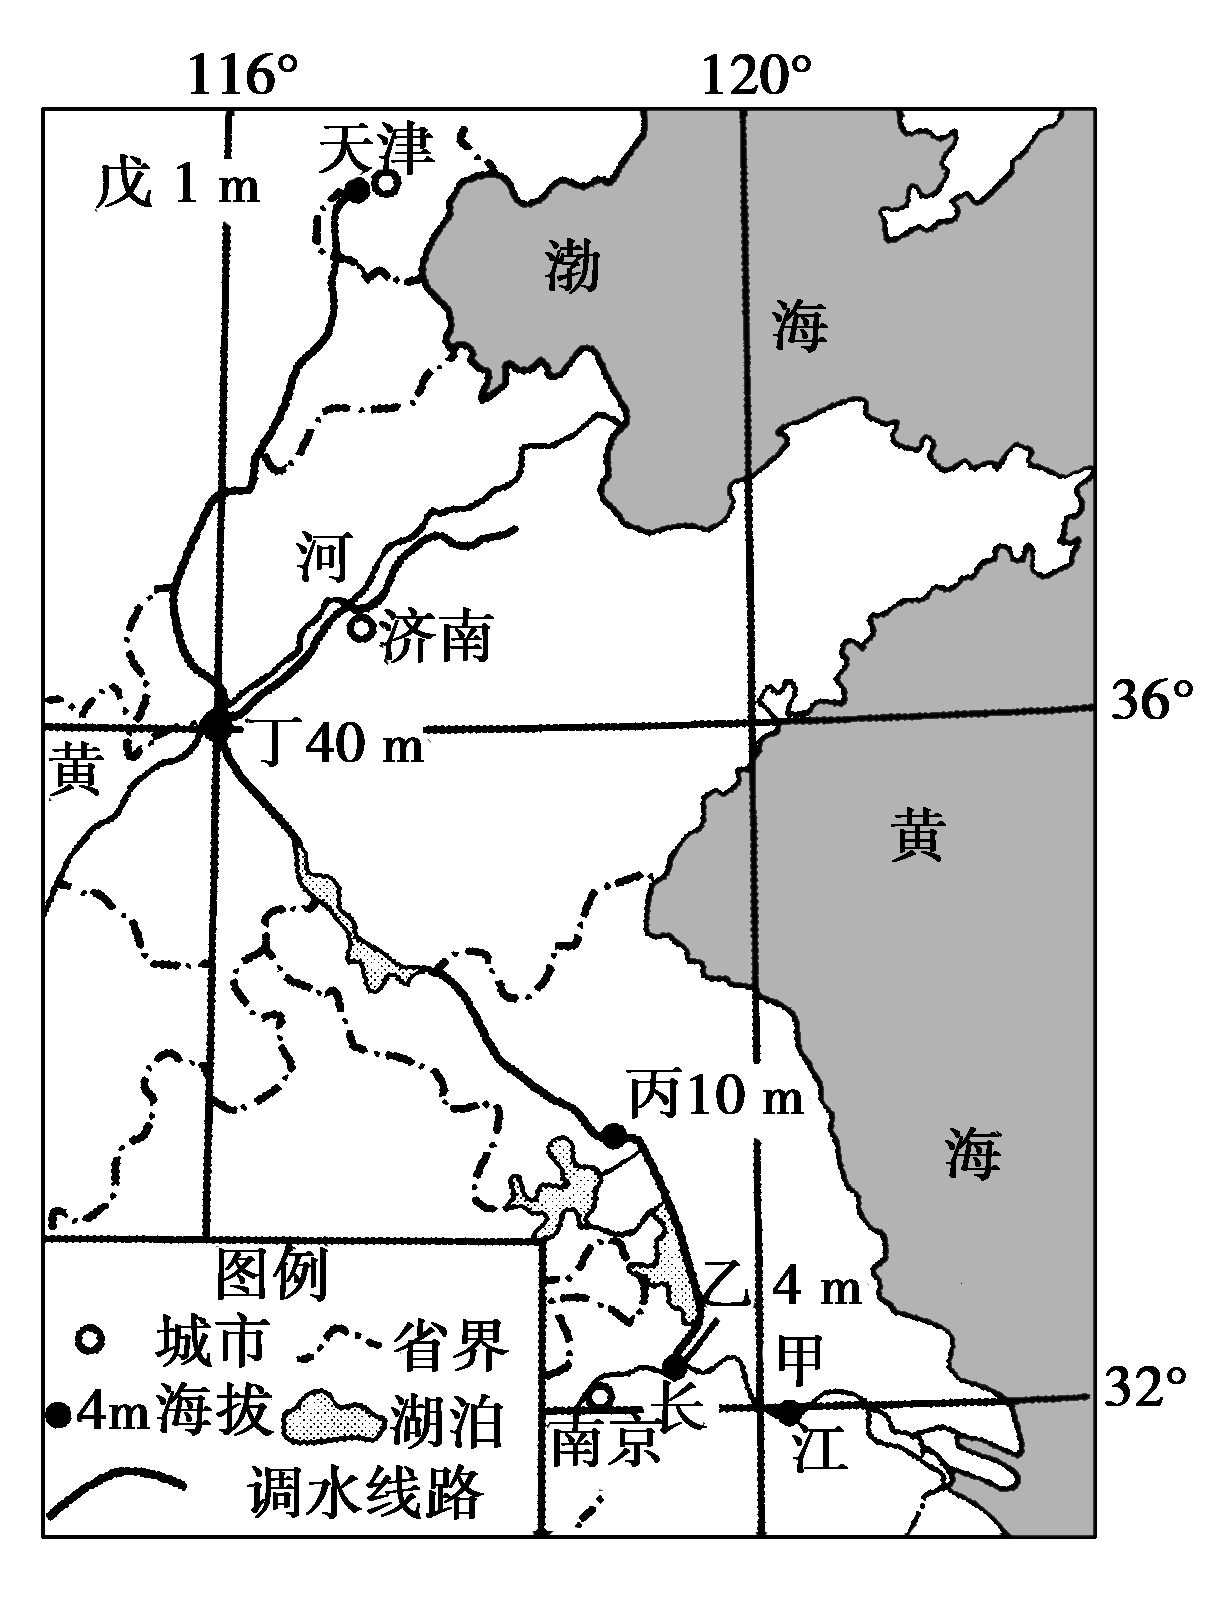 116° 120°
戊 1 m
天津
渤
海
河
济南
36°
丁40 m
黄
黄
丙10 m
海
乙 4 m
甲
32°
长
江
南京
图例
城市 省界
4m海拔 湖泊
调水线路